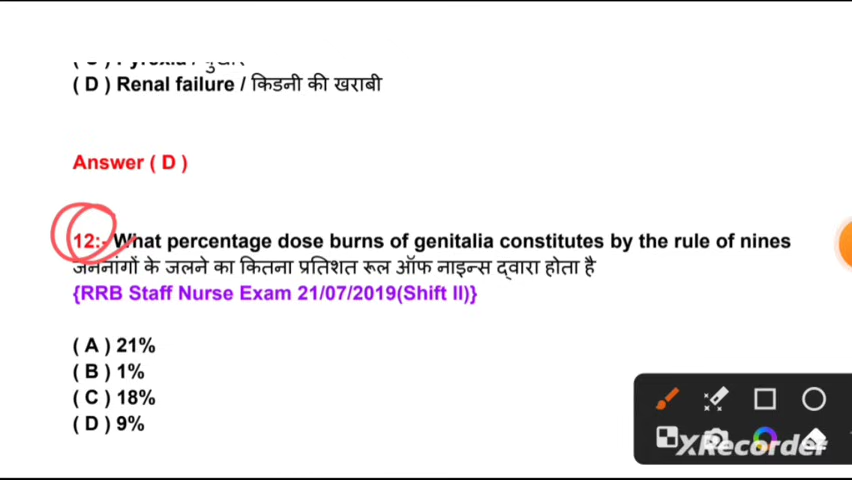 ( D ) Renal failure / किडनी की खराबी
Answer ( D )
12:- What percentage dose burns of genitalia constitutes by the rule of nines
जननांगों के जलने का कितना प्रतिशत रूल ऑफ नाइन्स द्वारा होता है
{RRB Staff Nurse Exam 21/07/2019(Shift II)}
( A ) 21%
( B ) 1%
( C ) 18%
( D ) 9%
XRecorder